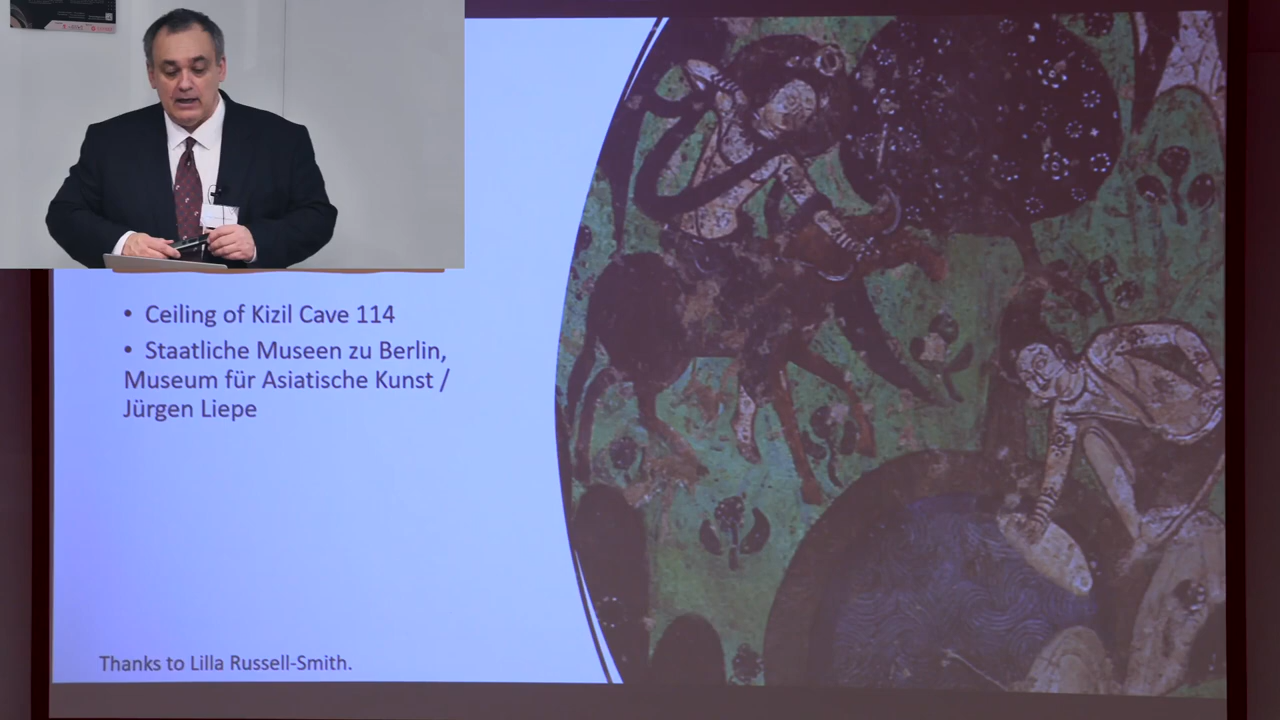 • Ceiling of Kizil Cave 114
• Staatliche Museen zu Berlin,
Museum für Asiatische Kunst /
Jürgen Liepe
Thanks to Lilla Russell-Smith.